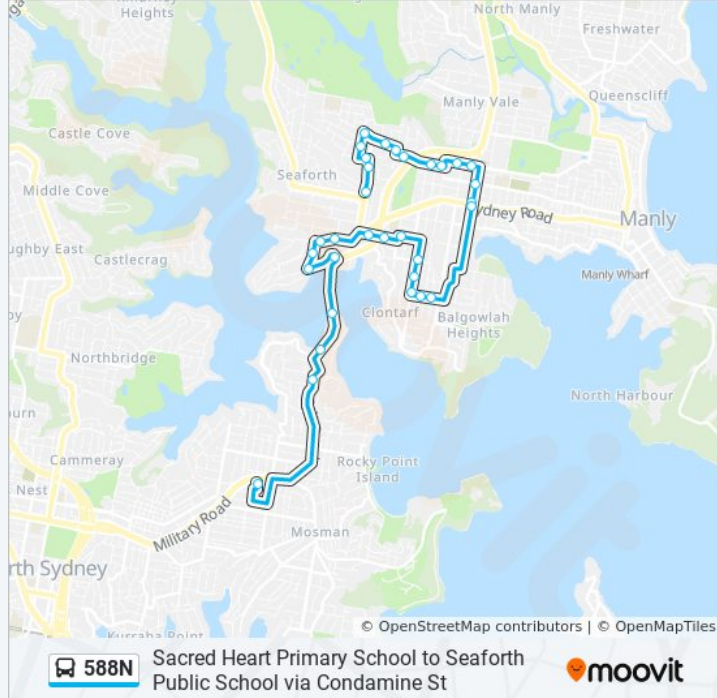 Heights
North Manly
Freshwater
Manly Vale
Queenscliff
Castle Cove
Seaforth
Middle Cove
Sydney Road
Manly
ughby East
Castlecrag
Manly Wharf
Clontarf
Balgowlah
Heights
Northbridge
North Harbour
Cammeray
Rocky Point
Island
Nest
Military Road
Mosman
rth Sydney
Kurraba Point
© OpenStreetMap contributors | © OpenMapTiles
588N
Sacred Heart Primary School to Seaforth
Public School via Condamine St
moovit